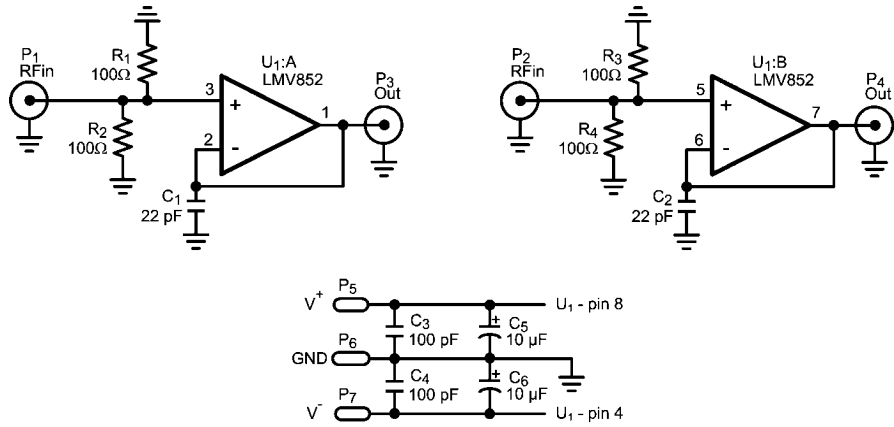 P1
RFin
R1
100Ω
R2
100Ω
3
2
+
-
U1:A
LMV852
1
P3
Out
C1
22 pF
P2
RFin
R3
100Ω
R4
100Ω
5
6
+
-
U1:B
LMV852
7
P4
Out
C2
22 pF
V+ P5
U1 - pin 8
C3
100 pF
+
C5
10 µF
GND P6
C4
100 pF
+
C6
10 µF
V- P7
U1 - pin 4